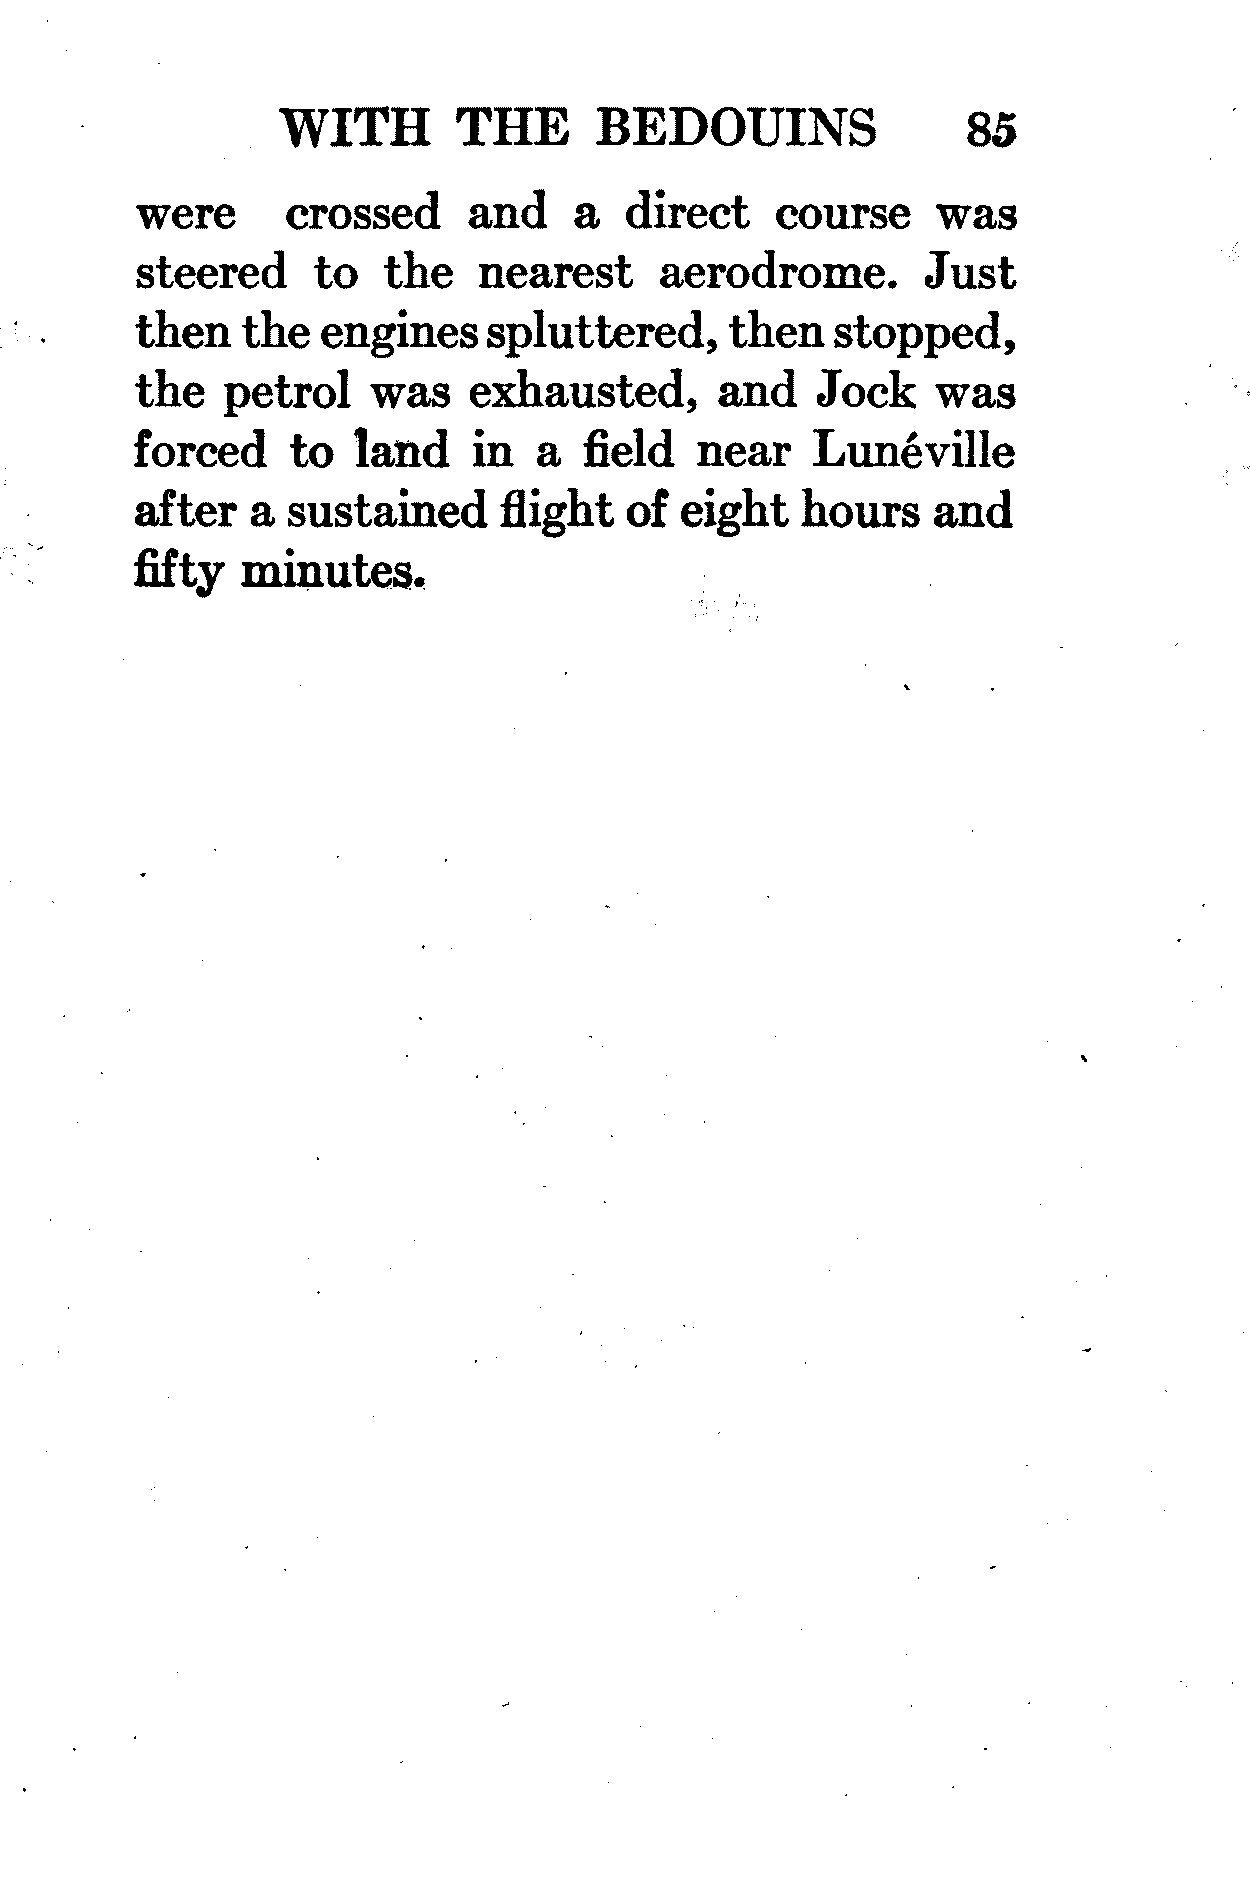 WITH THE BEDOUINS 85
were crossed and a direct course was
steered to the nearest aerodrome. Just
then the engines spluttered, then stopped,
the petrol was exhausted, and Jock was
forced to land in a field near Lunéville
after a sustained flight of eight hours and
fifty minutes.